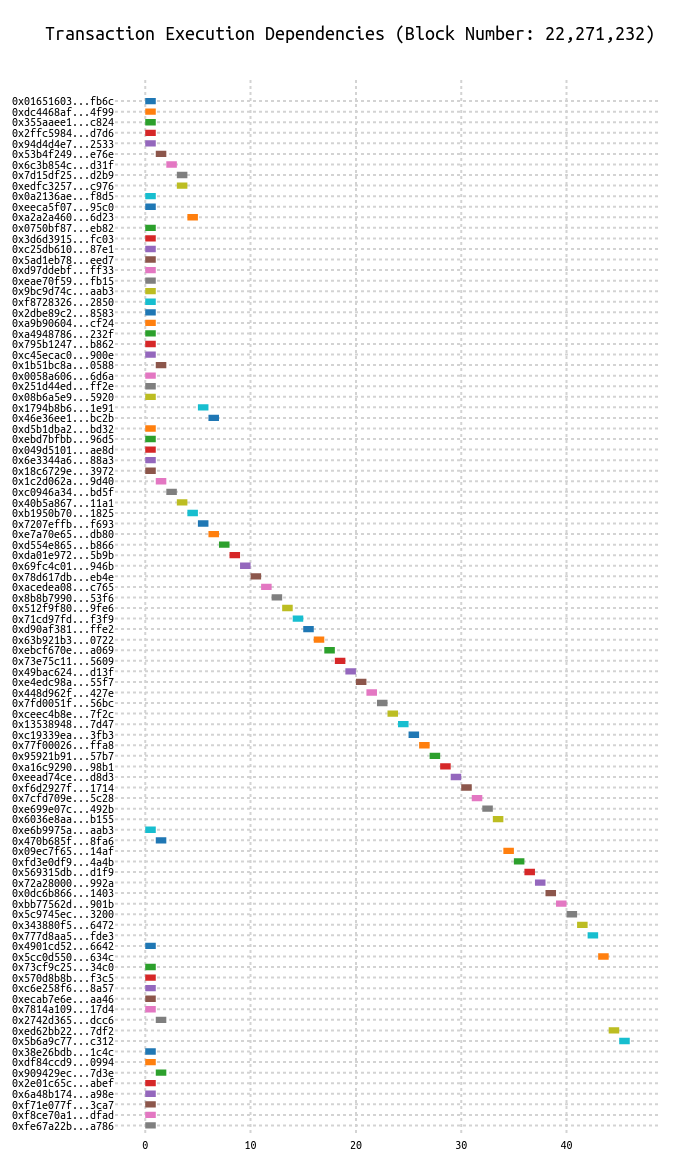 Transaction Execution Dependencies (Block Number: 22,271,232)
0x01651603...fb6c
0xdc4468af...4f99
0x355aaee1...c824
0x2ffc5984...d7d6
0x94d4d4e7...2533
0x53b4f249...e76e
0x6c3b854c...d31f
0x7d15df25...d2b9
0xedfc3257...c976
0x0a2136ae...f8d5
0xeeca5f07...95c0
0xa2a2a460...6d23
0x0750bf87...eb82
0x3d6d3915...fc03
0xc25db610...87e1
0x5ad1eb78...eed7
0xd97ddebf...ff33
0xeae70f59...fb15
0x9bc9d74c...aab3
0xf8728326...2850
0x2dbe89c2...8583
0xa9b90604...cf24
0xa4948786...232f
0x795b1247...b862
0xc45ecac0...900e
0x1b51bc8a...0588
0x0058a606...6d6a
0x251d44ed...ff2e
0x08b6a5e9...5920
0x1794b8b6...1e91
0x46e36ee1...bc2b
0xd5b1dba2...bd32
0xebd7bfbb...96d5
0x049d5101...ae8d
0x6e3344a6...88a3
0x18c6729e...3972
0x1c2d062a...9d40
0xc0946a34...bd5f
0x40b5a867...11a1
0xb1950b70...1825
0x7207effb...f693
0xe7a70e65...db80
0xd554e865...b866
0xda01e972...5b9b
0x69fc4c01...946b
0x78d617db...eb4e
0xacedea08...c765
0x8b8b7990...53f6
0x512f9f80...9fe6
0x71cd97fd...f3f9
0xd90af381...ffe2
0x63b921b3...0722
0xebcf670e...a069
0x73e75c11...5609
0x49bac624...d13f
0xe4edc98a...55f7
0x448d962f...427e
0x7fd0051f...56bc
0xceec4b8e...7f2c
0x13538948...7d47
0xc19339ea...3fb3
0x77f00026...ffa8
0x95921b91...57b7
0xa16c9290...98b1
0xeead74ce...d8d3
0xf6d2927f...1714
0x7cfd709e...5c28
0xe699e07c...492b
0x6036e8aa...b155
0xe6b9975a...aab3
0x470b685f...8fa6
0x09ec7f65...14af
0xfd3e0df9...4a4b
0x569315db...d1f9
0x72a28000...992a
0x0dc6b866...1403
0xbb77562d...901b
0x5c9745ec...3200
0x343880f5...6472
0x777d8aa5...fde3
0x4901cd52...6642
0x5cc0d550...634c
0x73cf9c25...34c0
0x570d8b8b...f3c5
0xc6e258f6...8a57
0xecab7e6e...aa46
0x7814a109...17d4
0x2742d365...dcc6
0xed62bb22...7df2
0x5b6a9c77...c312
0x38e26bdb...1c4c
0xdf84ccd9...0994
0x909429ec...7d3e
0x2e01c65c...abef
0x6a48b174...a98e
0xf71e077f...3ca7
0xf8ce70a1...dfad
0xfe67a22b...a786
0 10 20 30 40